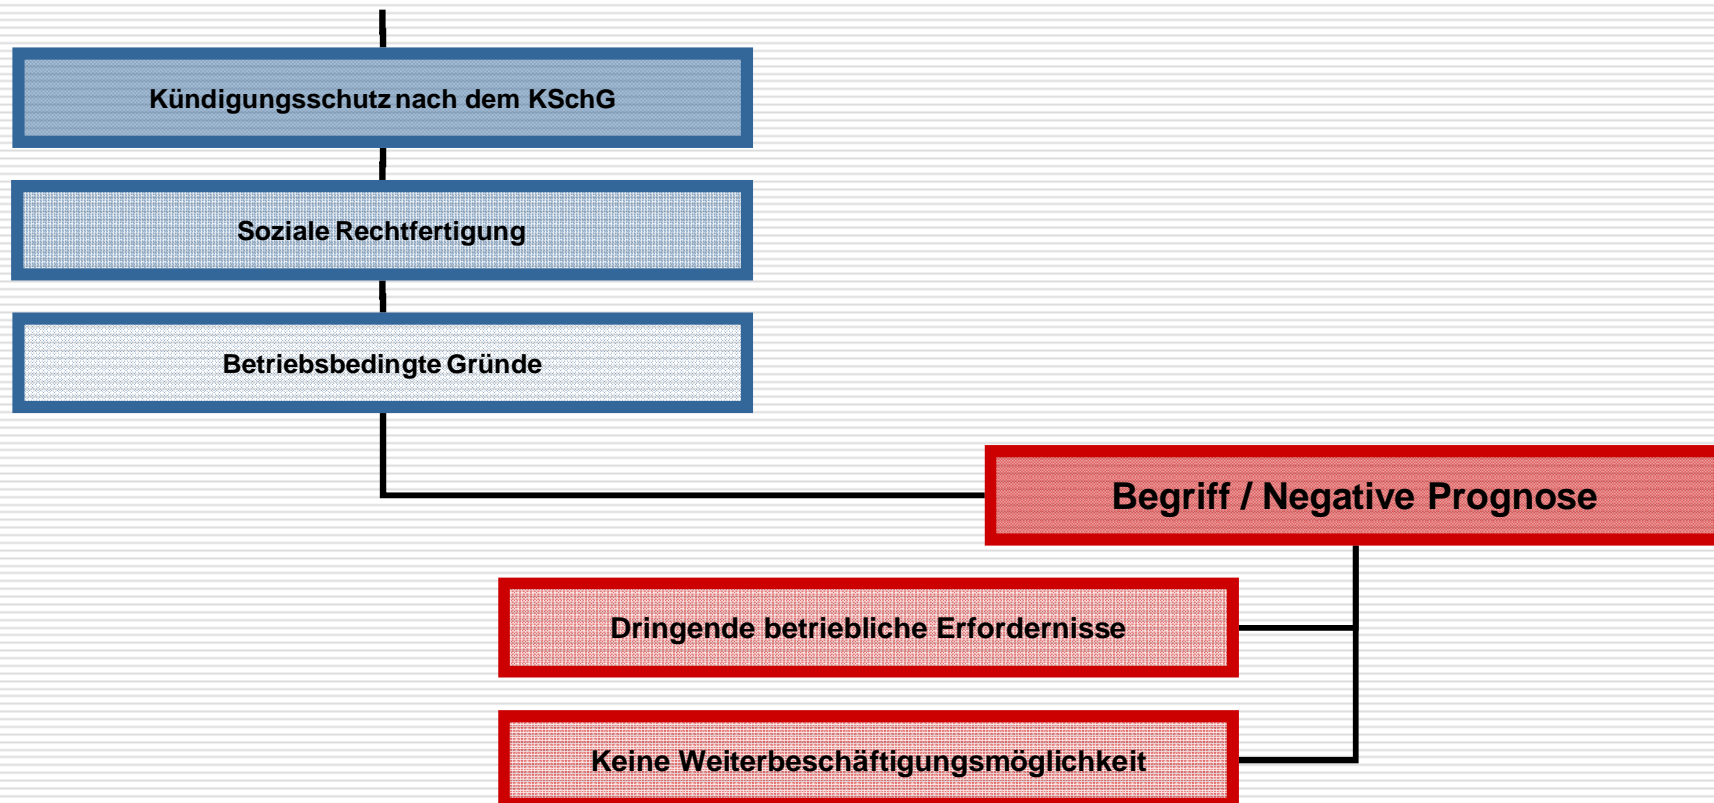 Kündigungsschutz nach dem KSchG
Soziale Rechtfertigung
Betriebsbedingte Gründe
Begriff / Negative Prognose
Dringende betriebliche Erfordernisse
Keine Weiterbeschäftigungsmöglichkeit